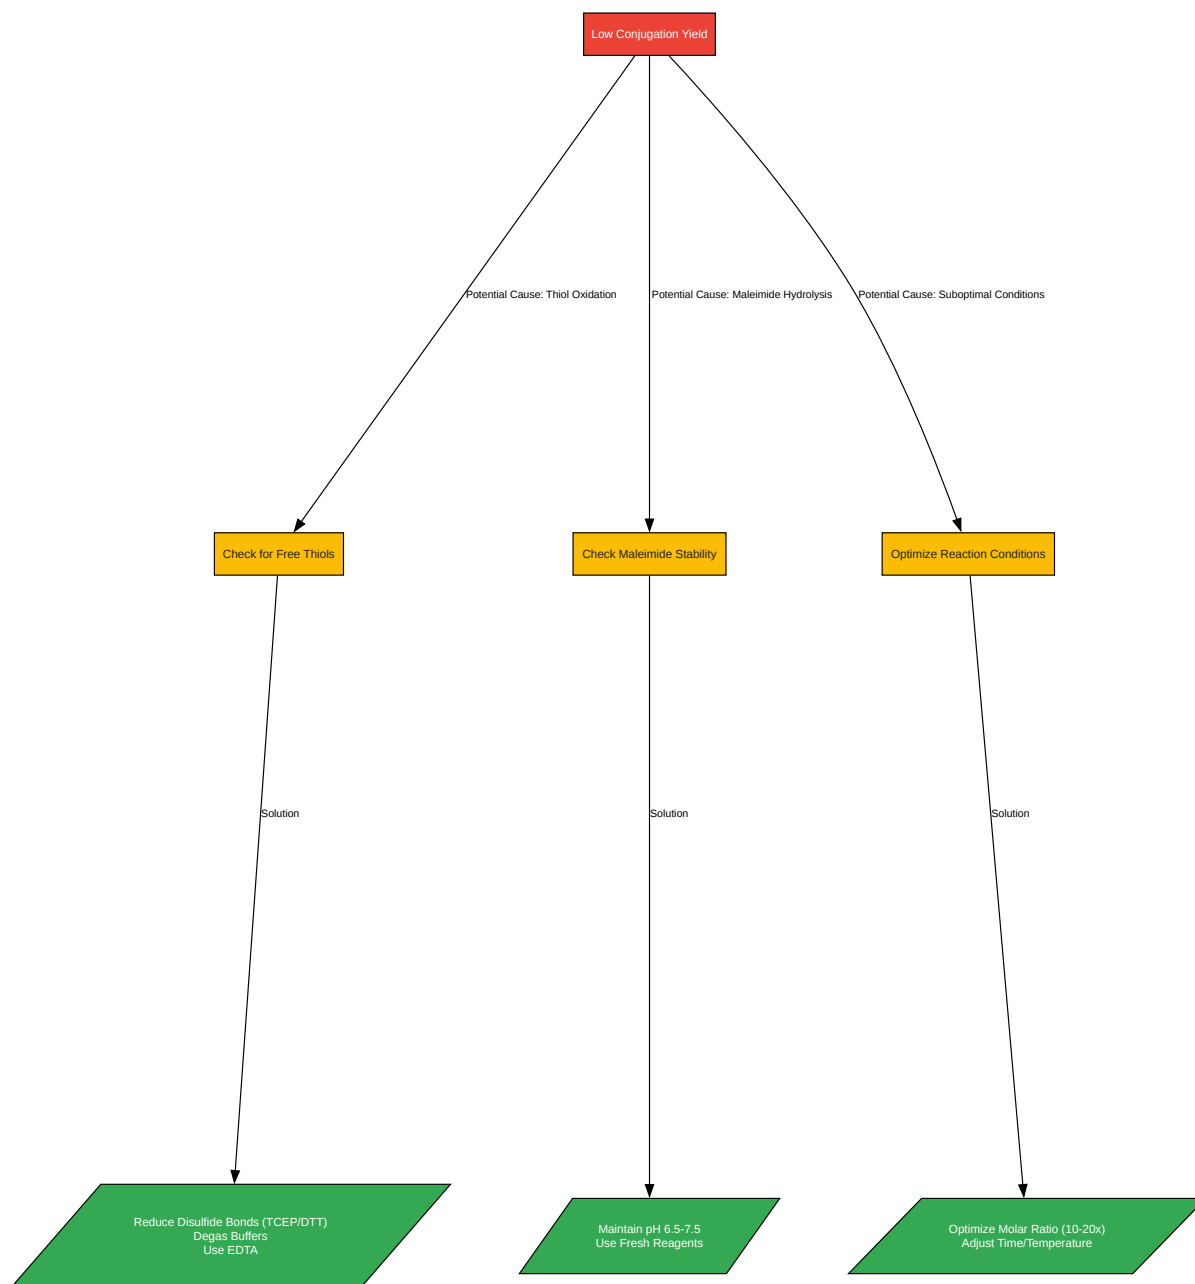 Low Conjugation Yield
Potential Cause: Thiol Oxidation
Potential Cause: Maleimide Hydrolysis
Potential Cause: Suboptimal Conditions
Check for Free Thiols
Check Maleimide Stability
Optimize Reaction Conditions
Solution
Solution
Solution
Reduce Disulfide Bonds (TCEP/DTT)
Degas Buffers
Use EDTA
Maintain pH 6.5-7.5
Use Fresh Reagents
Optimize Molar Ratio (10-20x)
Adjust Time/Temperature